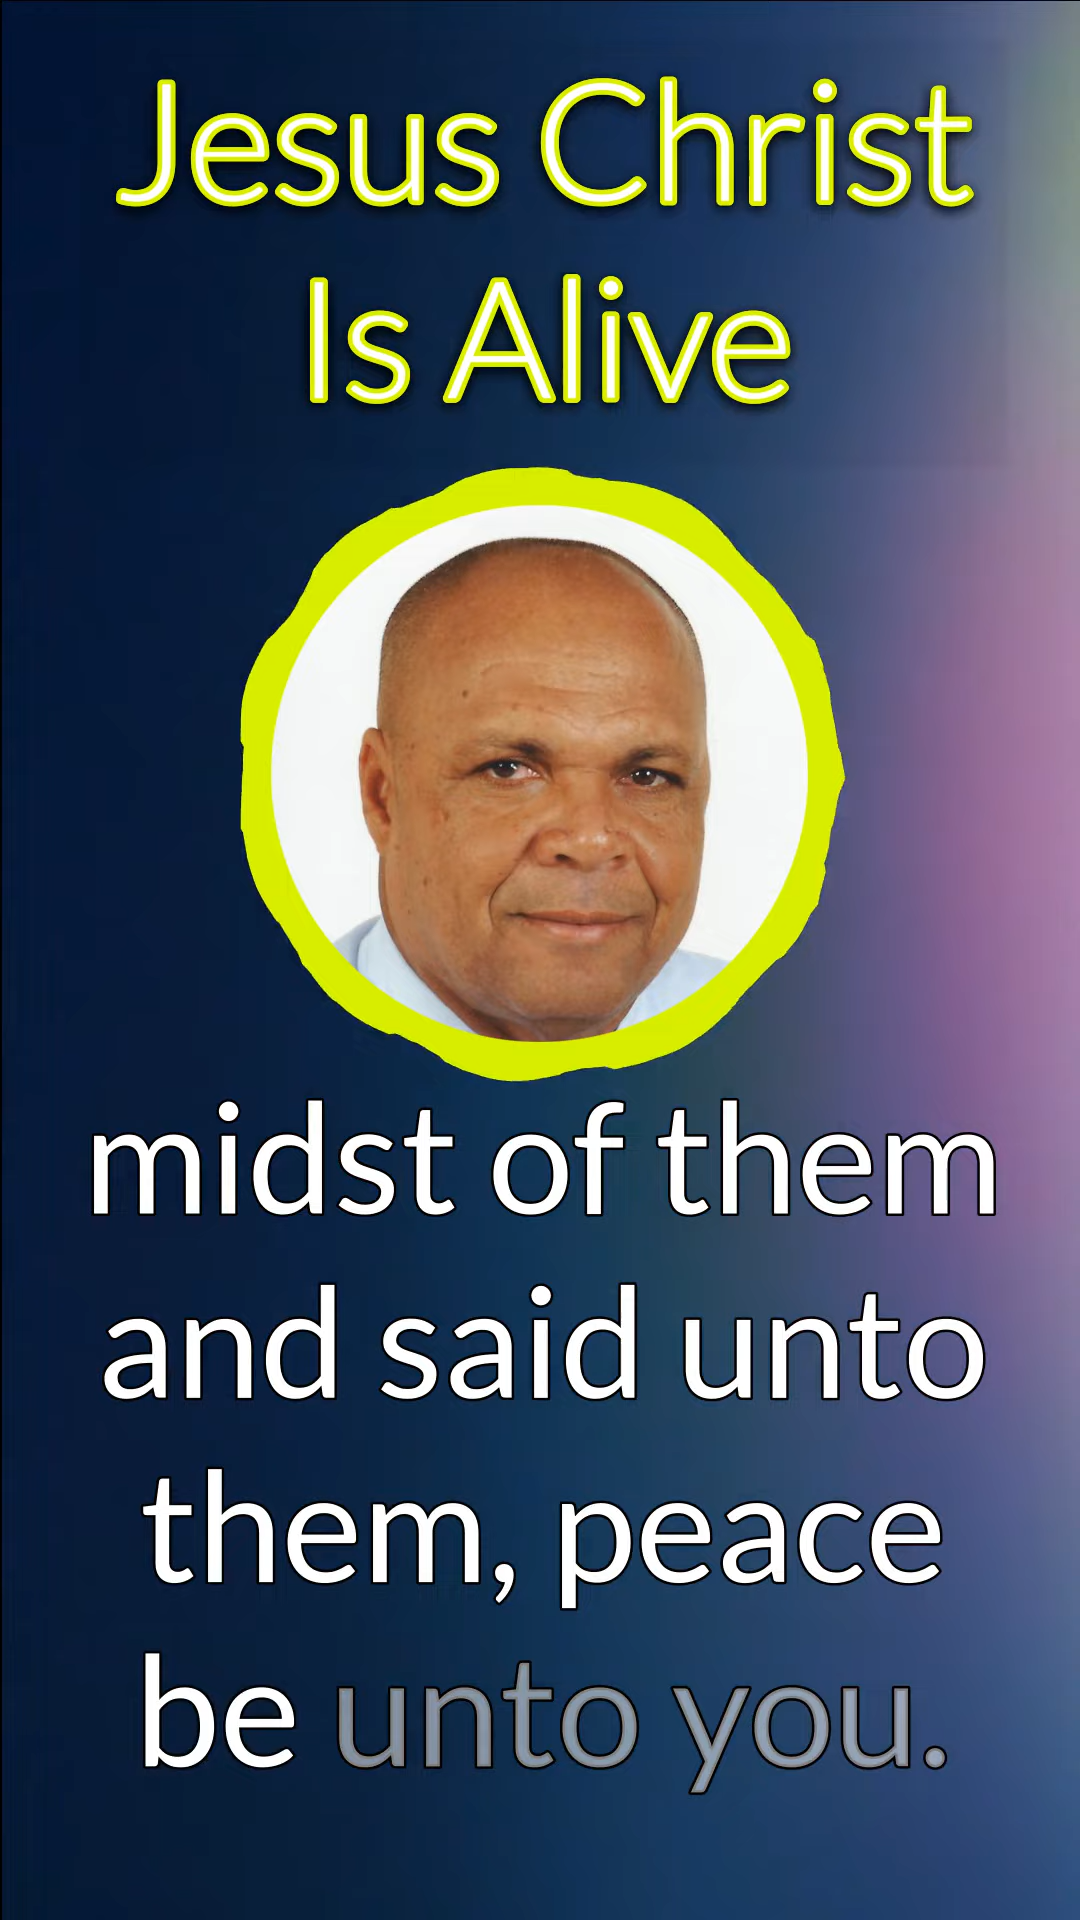 Jesus Christ
Is Alive
midst of them
and said unto
them, peace
be unto you.